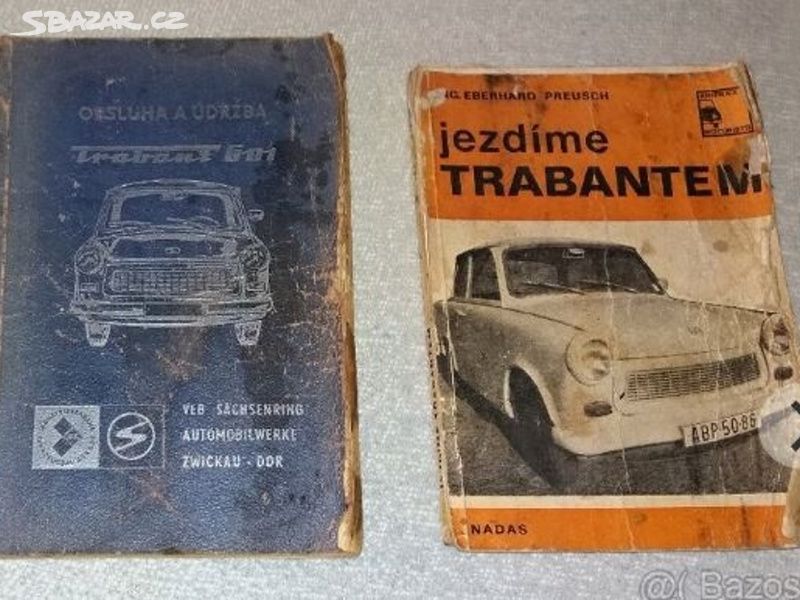 SBAZAR.CZ
OBSLUHA A ÚDRŽBA
Trabant 601
VEB SACHSENRING
AUTOMOBILWERKE
ZWICKAU - DDR
ING. EBERHARD PREUSCH
jezdíme
TRABANTEM
ABP 50-86
NADAS
@( Bazos